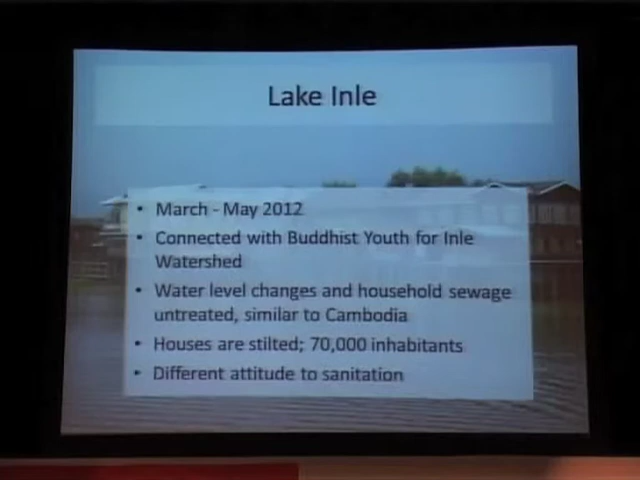 Lake Inle
• March - May 2012
• Connected with Buddhist Youth for Inle
Watershed
• Water level changes and household sewage
untreated, similar to Cambodia
• Houses are stilted; 70,000 inhabitants
• Different attitude to sanitation